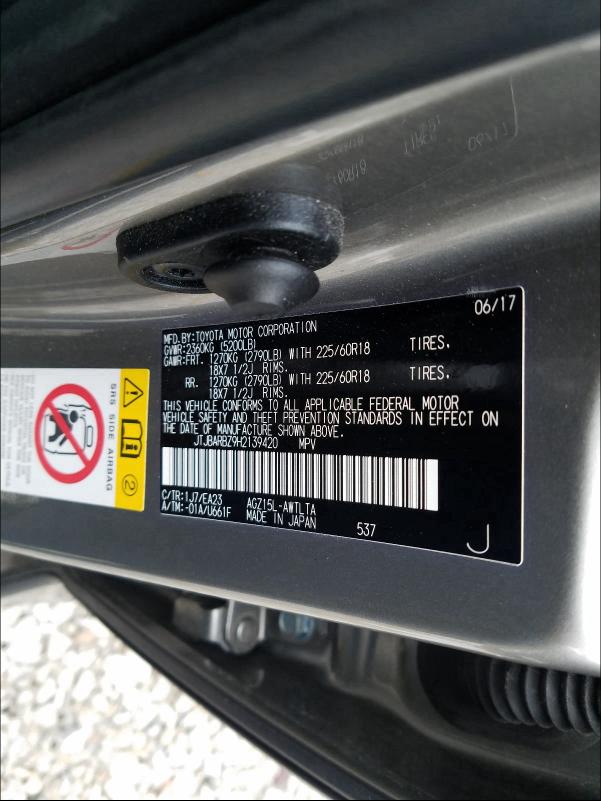 06/17
MFD.BY:TOYOTA MOTOR CORPORATION
GVWR:2360KG (5200LB)
GAWR:FRT. 1270KG (2790LB) WITH 225/60R18 TIRES.
18X7 1/2J RIMS.
RR. 1270KG (2790LB) WITH 225/60R18 TIRES.
18X7 1/2J RIMS.
THIS VEHICLE CONFORMS TO ALL APPLICABLE FEDERAL MOTOR
VEHICLE SAFETY AND THEFT PREVENTION STANDARDS IN EFFECT ON
THE DATE OF MANUFACTURE SHOWN ABOVE.
JTJBARBZ9H2139420 MPV
C/TR:1J7/EA23 AGZ15L-AWTLTA
A/TM:-01A/U661F MADE IN JAPAN 537
J
SRS SIDE AIRBAG
2